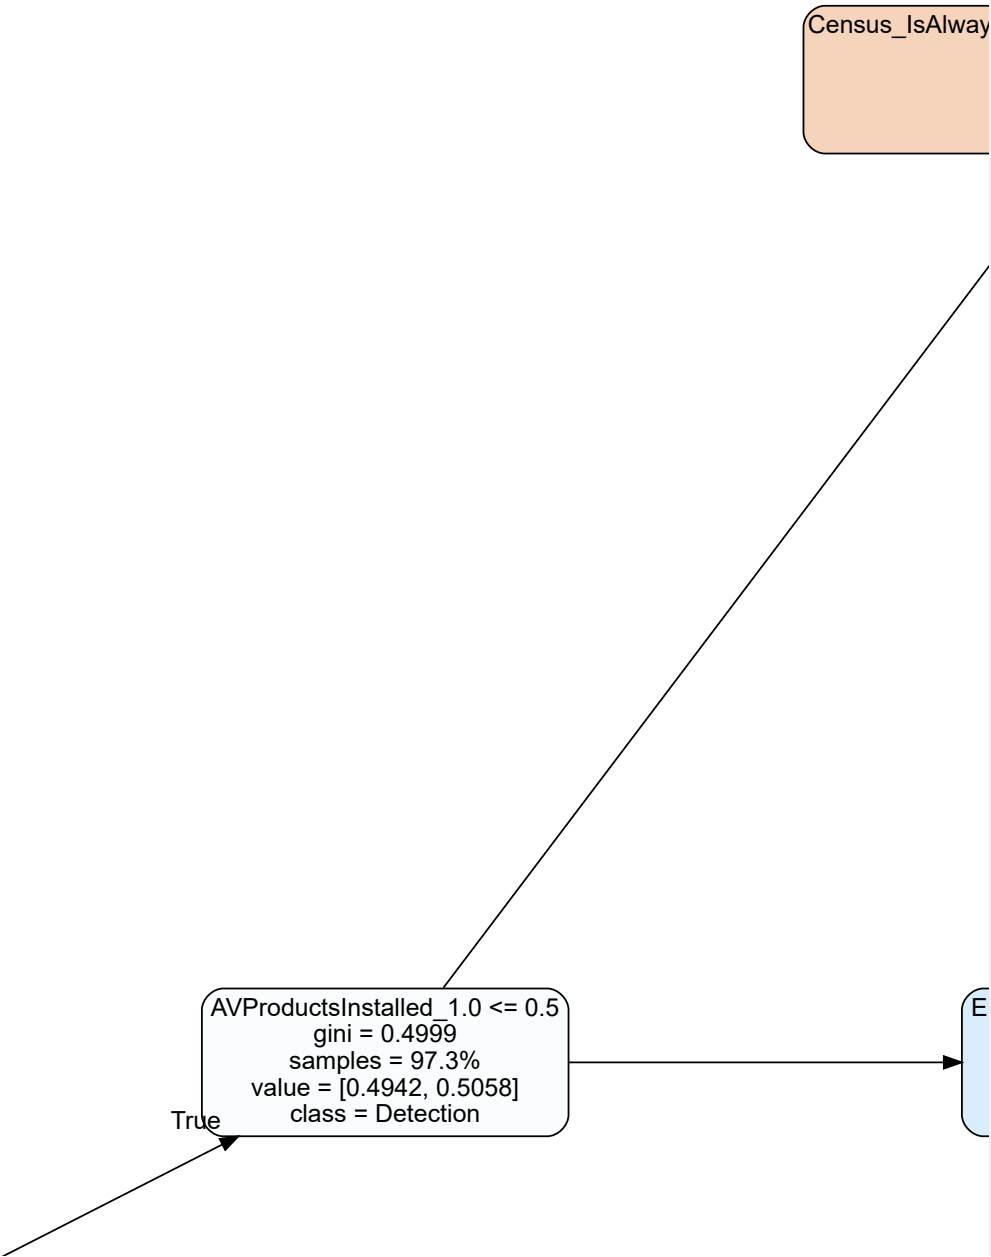 Census_IsAlway
AVProductsInstalled_1.0 <= 0.5
gini = 0.4999
samples = 97.3%
value = [0.4942, 0.5058]
class = Detection
True
E